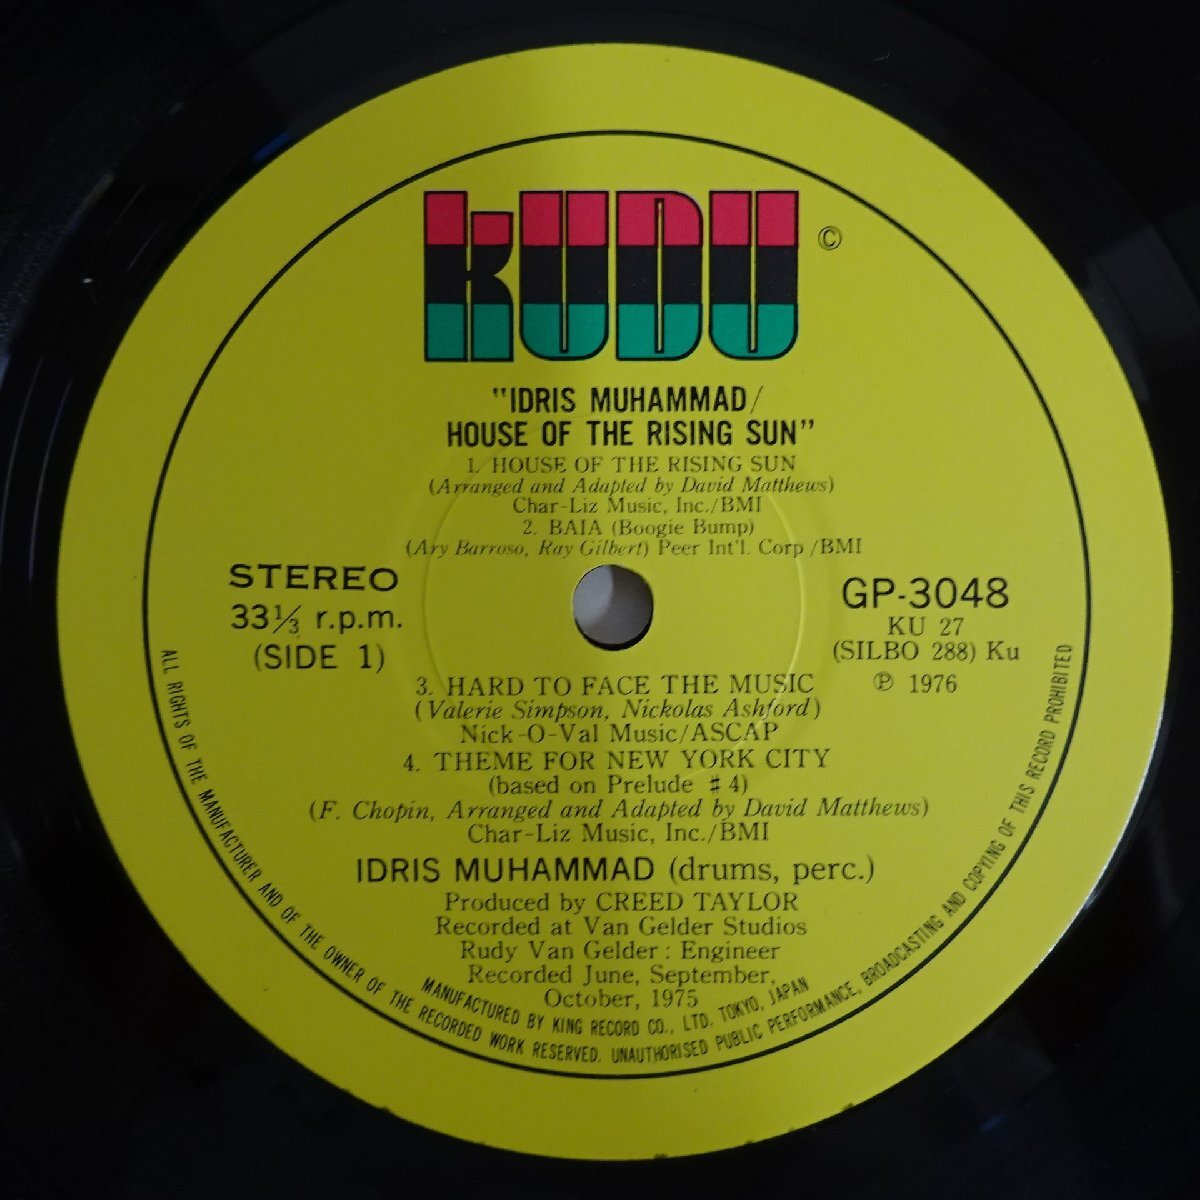 KUDU ©
"IDRIS MUHAMMAD/
HOUSE OF THE RISING SUN"
1. HOUSE OF THE RISING SUN
(Arranged and Adapted by David Matthews)
Char-Liz Music, Inc./BMI
2. BAIA (Boogie Bump)
(Ary Barroso, Ray Gilbert) Peer Int'l. Corp /BMI
STEREO
33⅓ r.p.m.
(SIDE 1)
GP-3048
KU 27
(SILBO 288) Ku
℗ 1976
3. HARD TO FACE THE MUSIC
(Valerie Simpson, Nickolas Ashford)
Nick-O-Val Music/ASCAP
4. THEME FOR NEW YORK CITY
(based on Prelude ♯4)
(F. Chopin, Arranged and Adapted by David Matthews)
Char-Liz Music, Inc./BMI
IDRIS MUHAMMAD (drums, perc.)
Produced by CREED TAYLOR
Recorded at Van Gelder Studios
Rudy Van Gelder : Engineer
Recorded June, September,
October, 1975
MANUFACTURED BY KING RECORD CO., LTD. TOKYO, JAPAN
ALL RIGHTS OF THE MANUFACTURER AND OF THE OWNER OF THE RECORDED WORK RESERVED. UNAUTHORISED PUBLIC PERFORMANCE, BROADCASTING AND COPYING OF THIS RECORD PROHIBITED